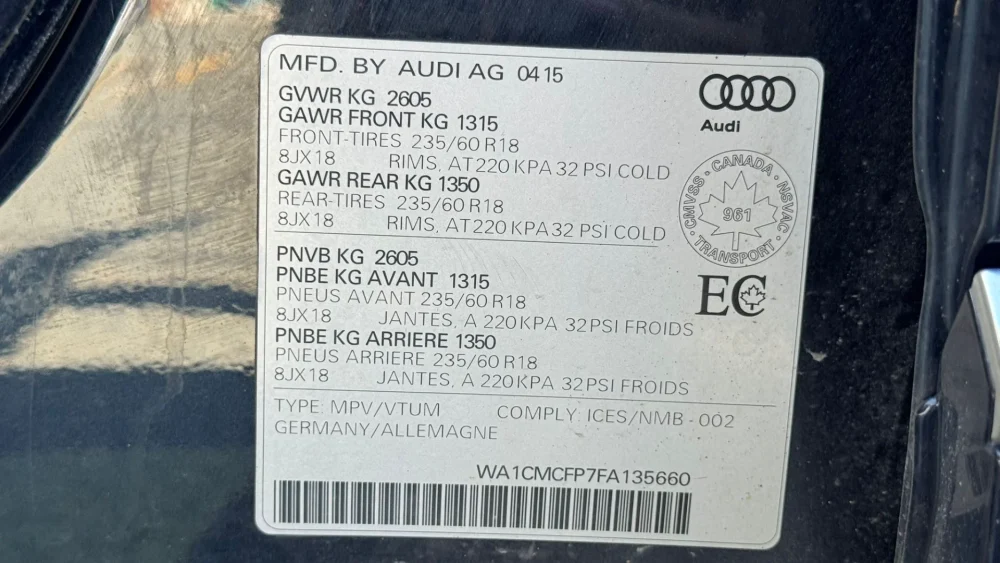 MFD. BY AUDI AG 04 15
GVWR KG 2605
GAWR FRONT KG 1315
FRONT-TIRES 235/60 R18
8JX18 RIMS, AT 220 KPA 32 PSI COLD
GAWR REAR KG 1350
REAR-TIRES 235/60 R18
8JX18 RIMS, AT 220 KPA 32 PSI COLD
Audi
CMVSS · CANADA · NSVAC · TRANSPORT ·
961
EC
PNVB KG 2605
PNBE KG AVANT 1315
PNEUS AVANT 235/60 R18
8JX18 JANTES, A 220 KPA 32 PSI FROIDS
PNBE KG ARRIERE 1350
PNEUS ARRIERE 235/60 R18
8JX18 JANTES, A 220 KPA 32 PSI FROIDS
TYPE: MPV/VTUM COMPLY: ICES/NMB - 002
GERMANY/ALLEMAGNE
WA1CMCFP7FA135660